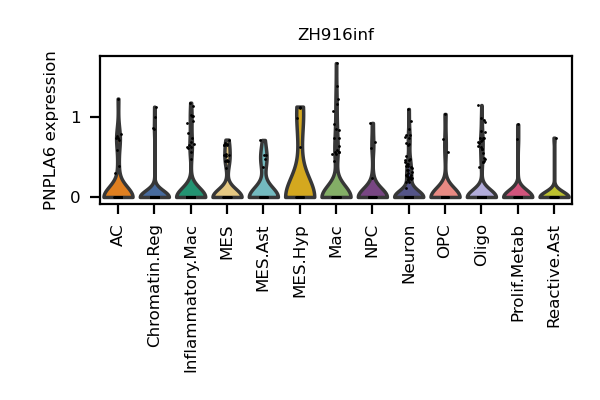 ZH916inf
PNPLA6 expression
1
0
AC
Chromatin.Reg
Inflammatory.Mac
MES
MES.Ast
MES.Hyp
Mac
NPC
Neuron
OPC
Oligo
Prolif.Metab
Reactive.Ast